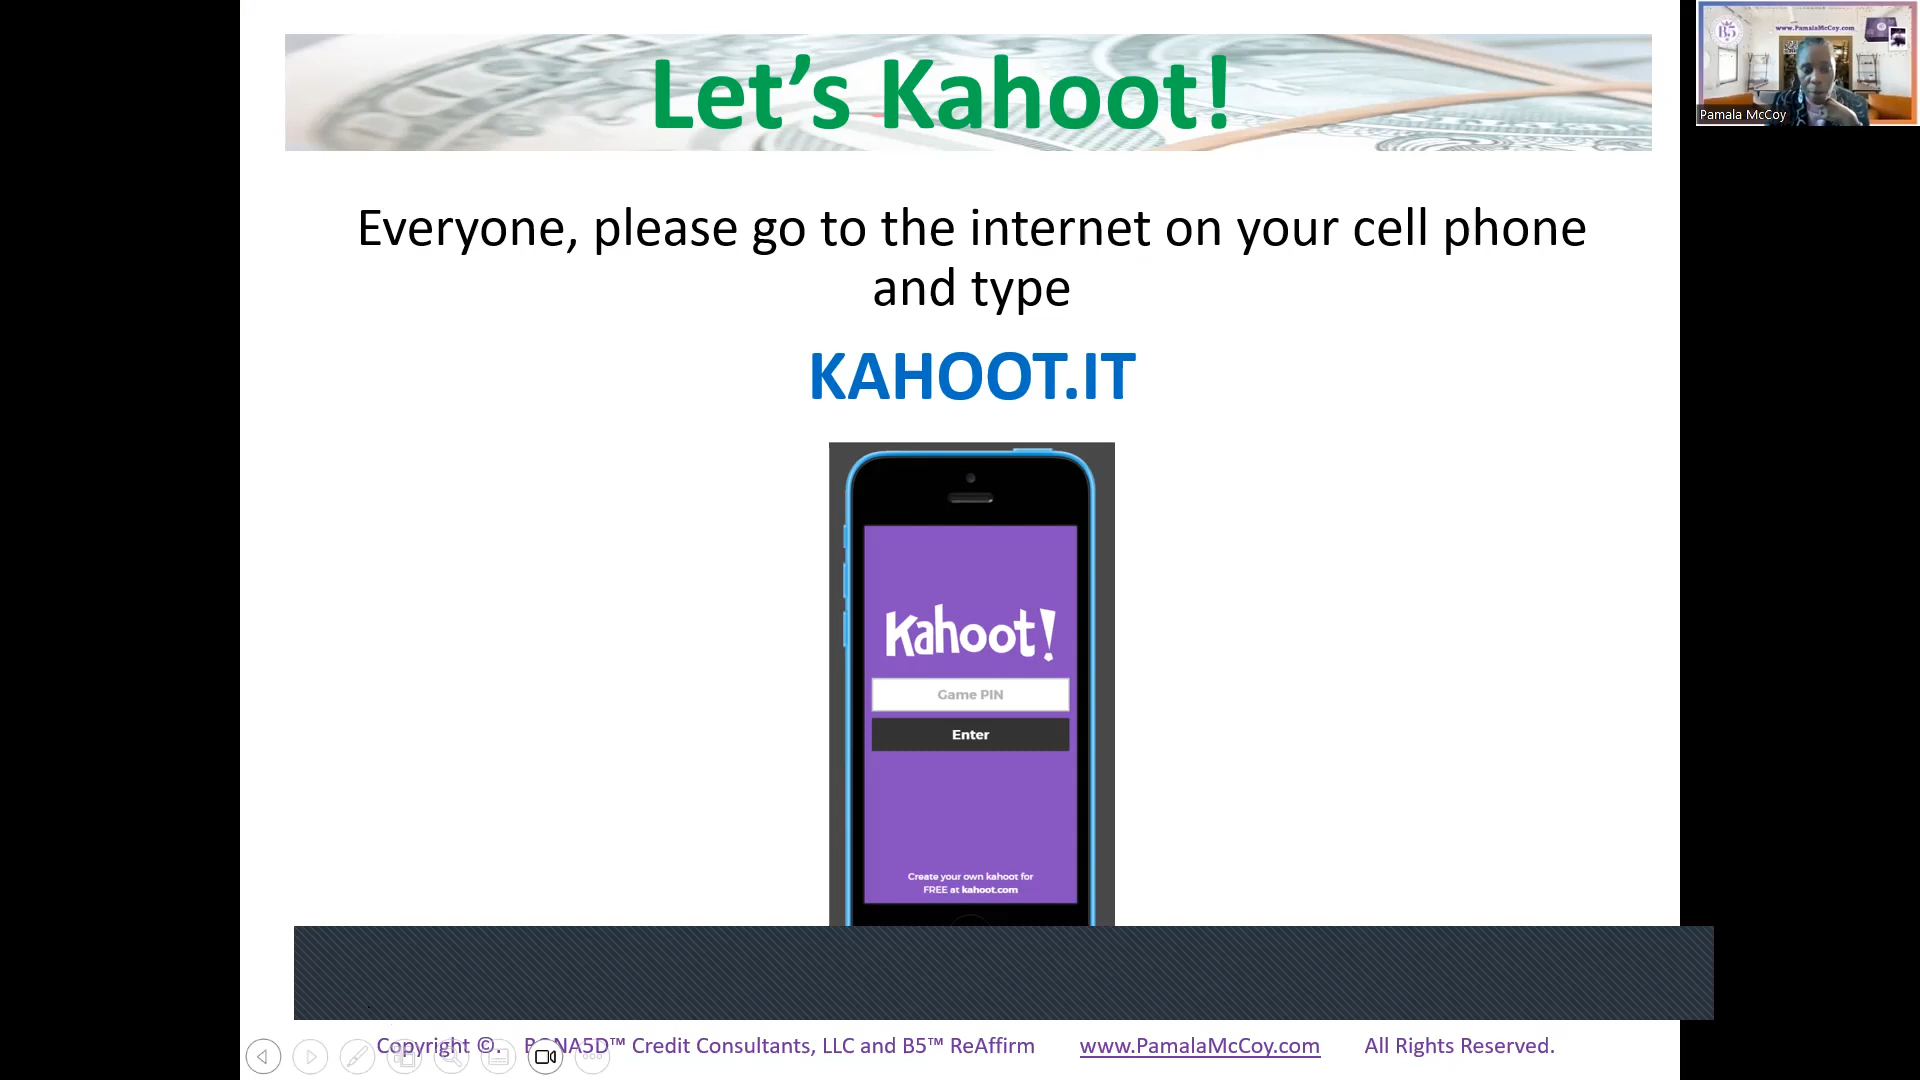 Let’s Kahoot!
www.PamalaMcCoy.com
B5
Pamala McCoy
Everyone, please go to the internet on your cell phone
and type
KAHOOT.IT
Kahoot!
Game PIN
Enter
Create your own kahoot for
FREE at kahoot.com
Copyright ©. BONA5D™ Credit Consultants, LLC and B5™ ReAffirm www.PamalaMcCoy.com All Rights Reserved.